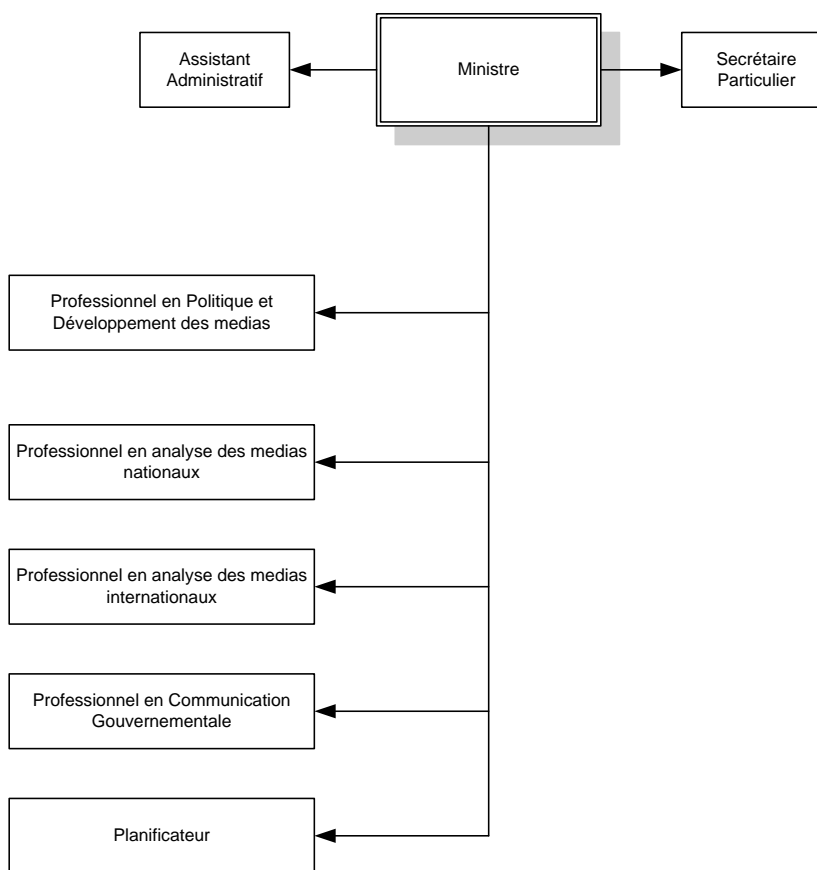 Assistant
Administratif
Ministre
Secrétaire
Particulier
Professionnel en Politique et
Développement des medias
Professionnel en analyse des medias
nationaux
Professionnel en analyse des medias
internationaux
Professionnel en Communication
Gouvernementale
Planificateur